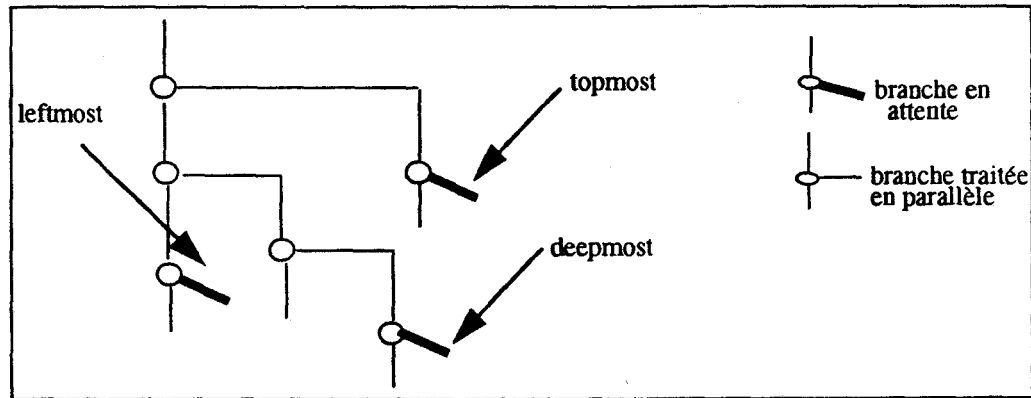 topmost
leftmost
deepmost
branche en
attente
branche traitée
en parallèle